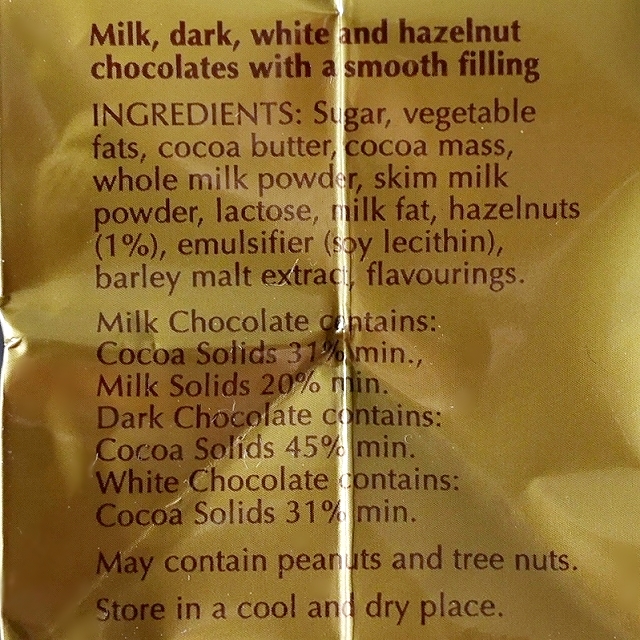 Milk, dark, white and hazelnut
chocolates with a smooth filling
INGREDIENTS: Sugar, vegetable
fats, cocoa butter, cocoa mass,
whole milk powder, skim milk
powder, lactose, milk fat, hazelnuts
(1%), emulsifier (soy lecithin),
barley malt extract, flavourings.
Milk Chocolate contains:
Cocoa Solids 31% min.,
Milk Solids 20% min.
Dark Chocolate contains:
Cocoa Solids 45% min.
White Chocolate contains:
Cocoa Solids 31% min.
May contain peanuts and tree nuts.
Store in a cool and dry place.